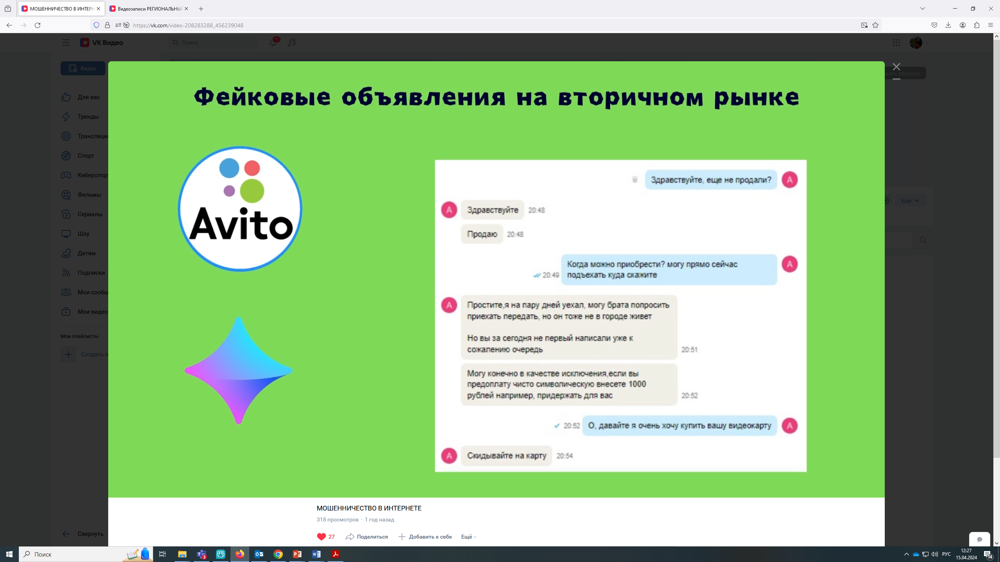 МОШЕННИЧЕСТВО В ИНТЕРН
Видеозаписи РЕГИОНАЛЬНЫЙ
https://vk.com/video-208283288_456239048
VK Видео
Поиск
11
Видео
Для вас
Тренды
Трансляци
Спорт
Киберспорт
Фильмы
Сериалы
Шоу
Детям
Подписки
Мои сообщ
Мои видео
Мои плейлисты
Создать п
Свернуть
вить обложку
Ещё
Фейковые объявления на вторичном рынке
Avito
Здравствуйте, еще не продали?
A
A
Здравствуйте 20:48
Продаю 20:48
Когда можно приобрести? могу прямо сейчас
подъехать куда скажите
20:49
A
A
Простите,я на пару дней уехал, могу брата попросить
приехать передать, но он тоже не в городе живет
Но вы за сегодня не первый написали уже к
сожалению очередь
20:51
Могу конечно в качестве исключения,если вы
предоплату чисто символическую внесете 1000
рублей например, придержать для вас
20:52
20:52 О, давайте я очень хочу купить вашу видеокарту
A
A
Скидывайте на карту 20:54
МОШЕННИЧЕСТВО В ИНТЕРНЕТЕ
318 просмотров · 1 год назад
27 Поделиться Добавить к себе Ещё
Поиск
3
РУС
12:27
15.04.2024
14